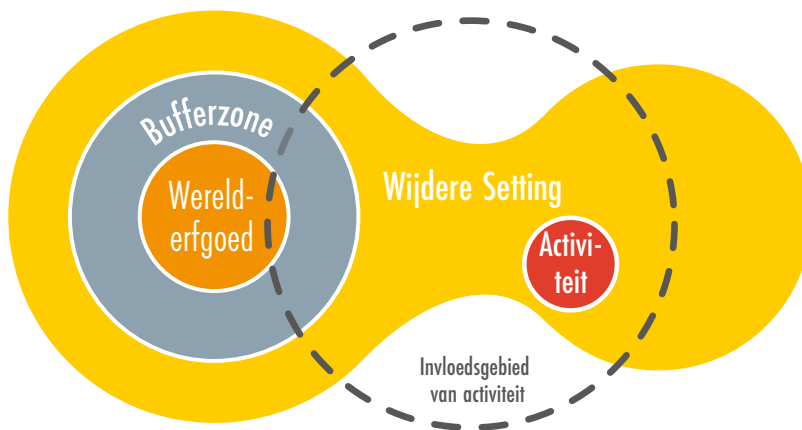 Bufferzone
Wereld-
erfgoed
Wijdere Setting
Activi-
teit
Invloedsgebied
van activiteit